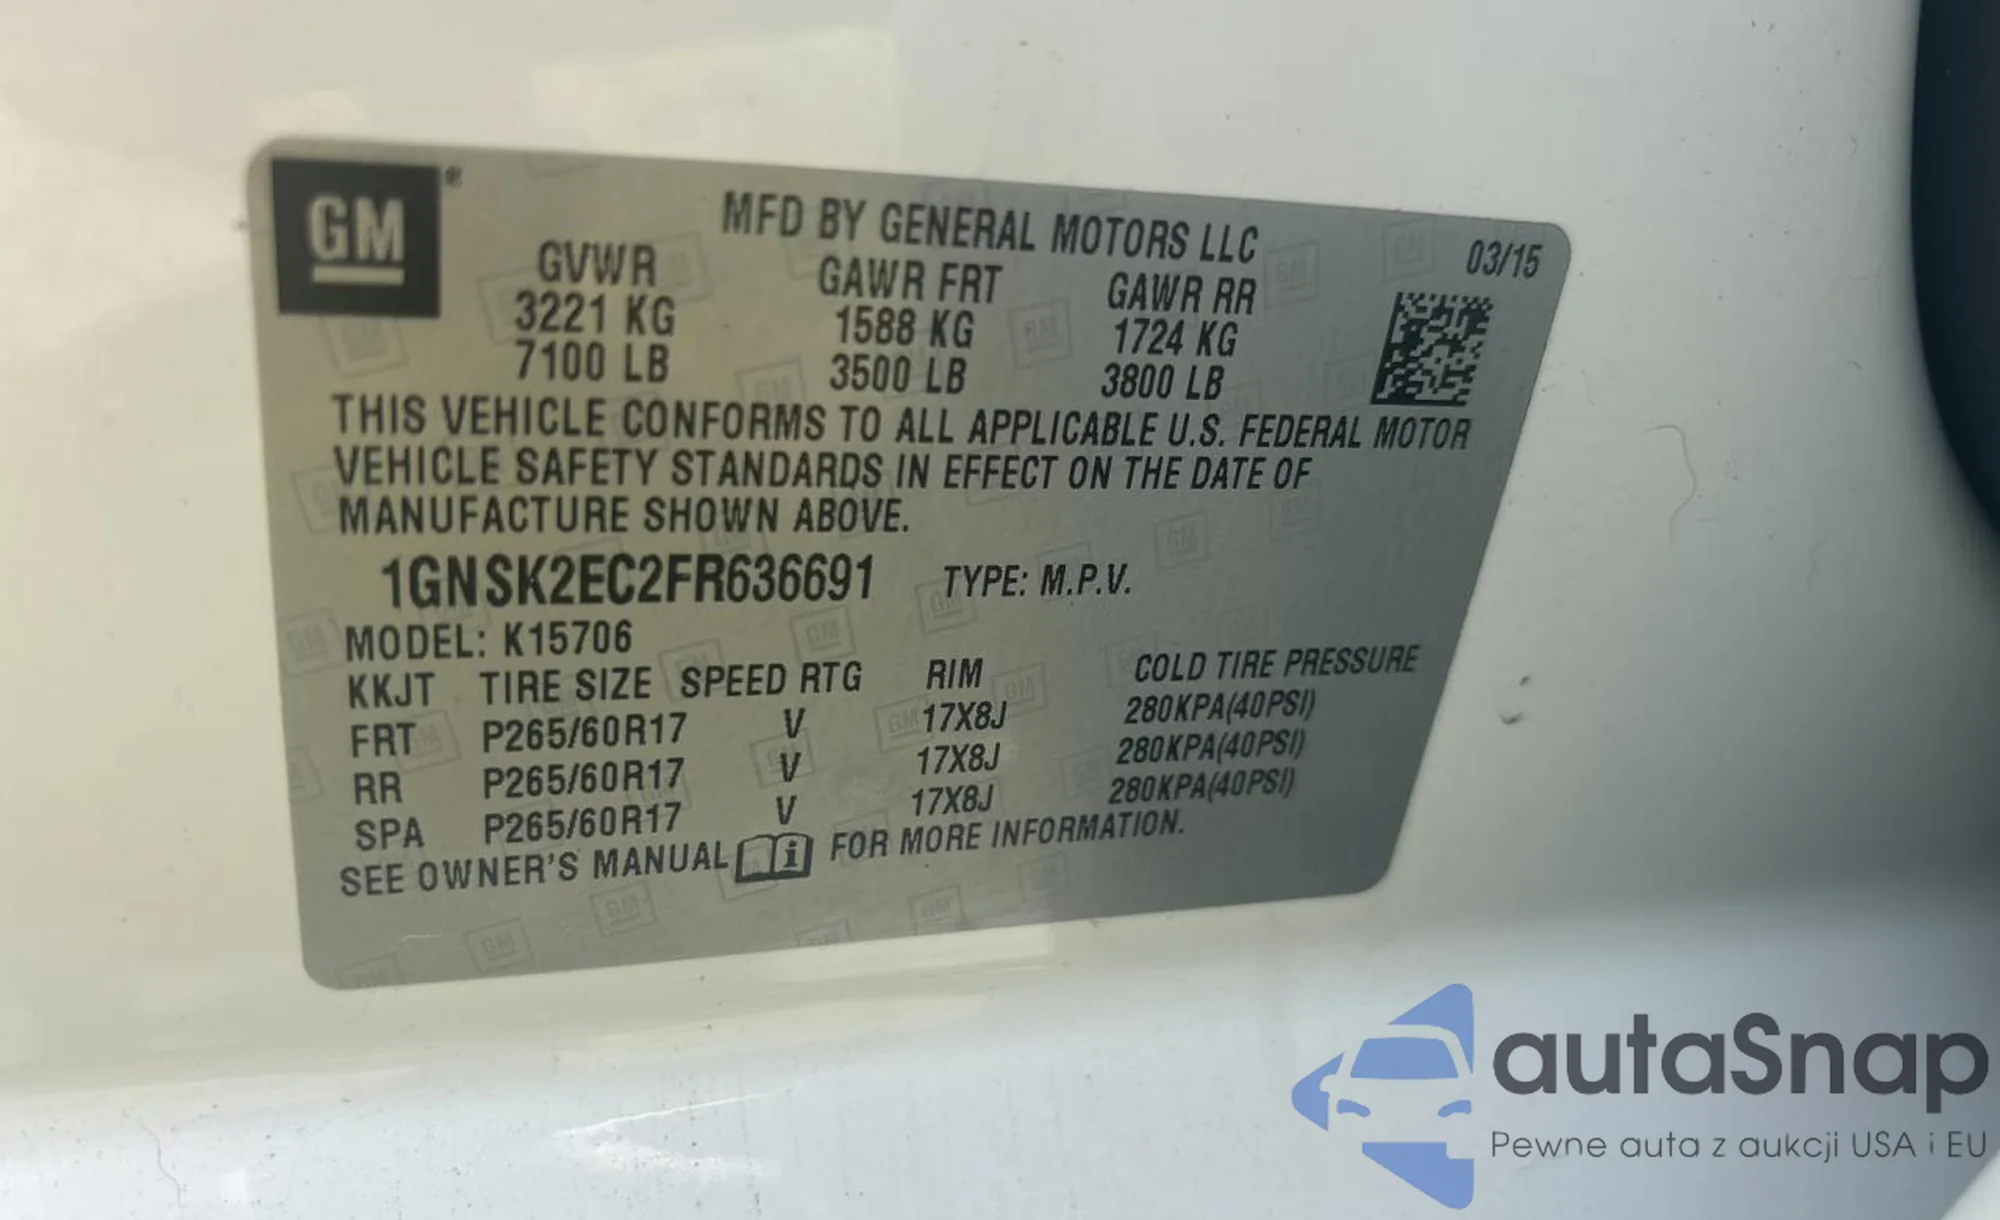 GM®
MFD BY GENERAL MOTORS LLC
03/15
GVWR GAWR FRT GAWR RR
3221 KG 1588 KG 1724 KG
7100 LB 3500 LB 3800 LB
THIS VEHICLE CONFORMS TO ALL APPLICABLE U.S. FEDERAL MOTOR
VEHICLE SAFETY STANDARDS IN EFFECT ON THE DATE OF
MANUFACTURE SHOWN ABOVE.
1GNSK2EC2FR636691 TYPE: M.P.V.
MODEL: K15706
KKJT TIRE SIZE SPEED RTG RIM COLD TIRE PRESSURE
FRT P265/60R17 V 17X8J 280KPA(40PSI)
RR P265/60R17 V 17X8J 280KPA(40PSI)
SPA P265/60R17 V 17X8J 280KPA(40PSI)
SEE OWNER'S MANUAL i FOR MORE INFORMATION.
autaSnap
Pewne auta z aukcji USA i EU